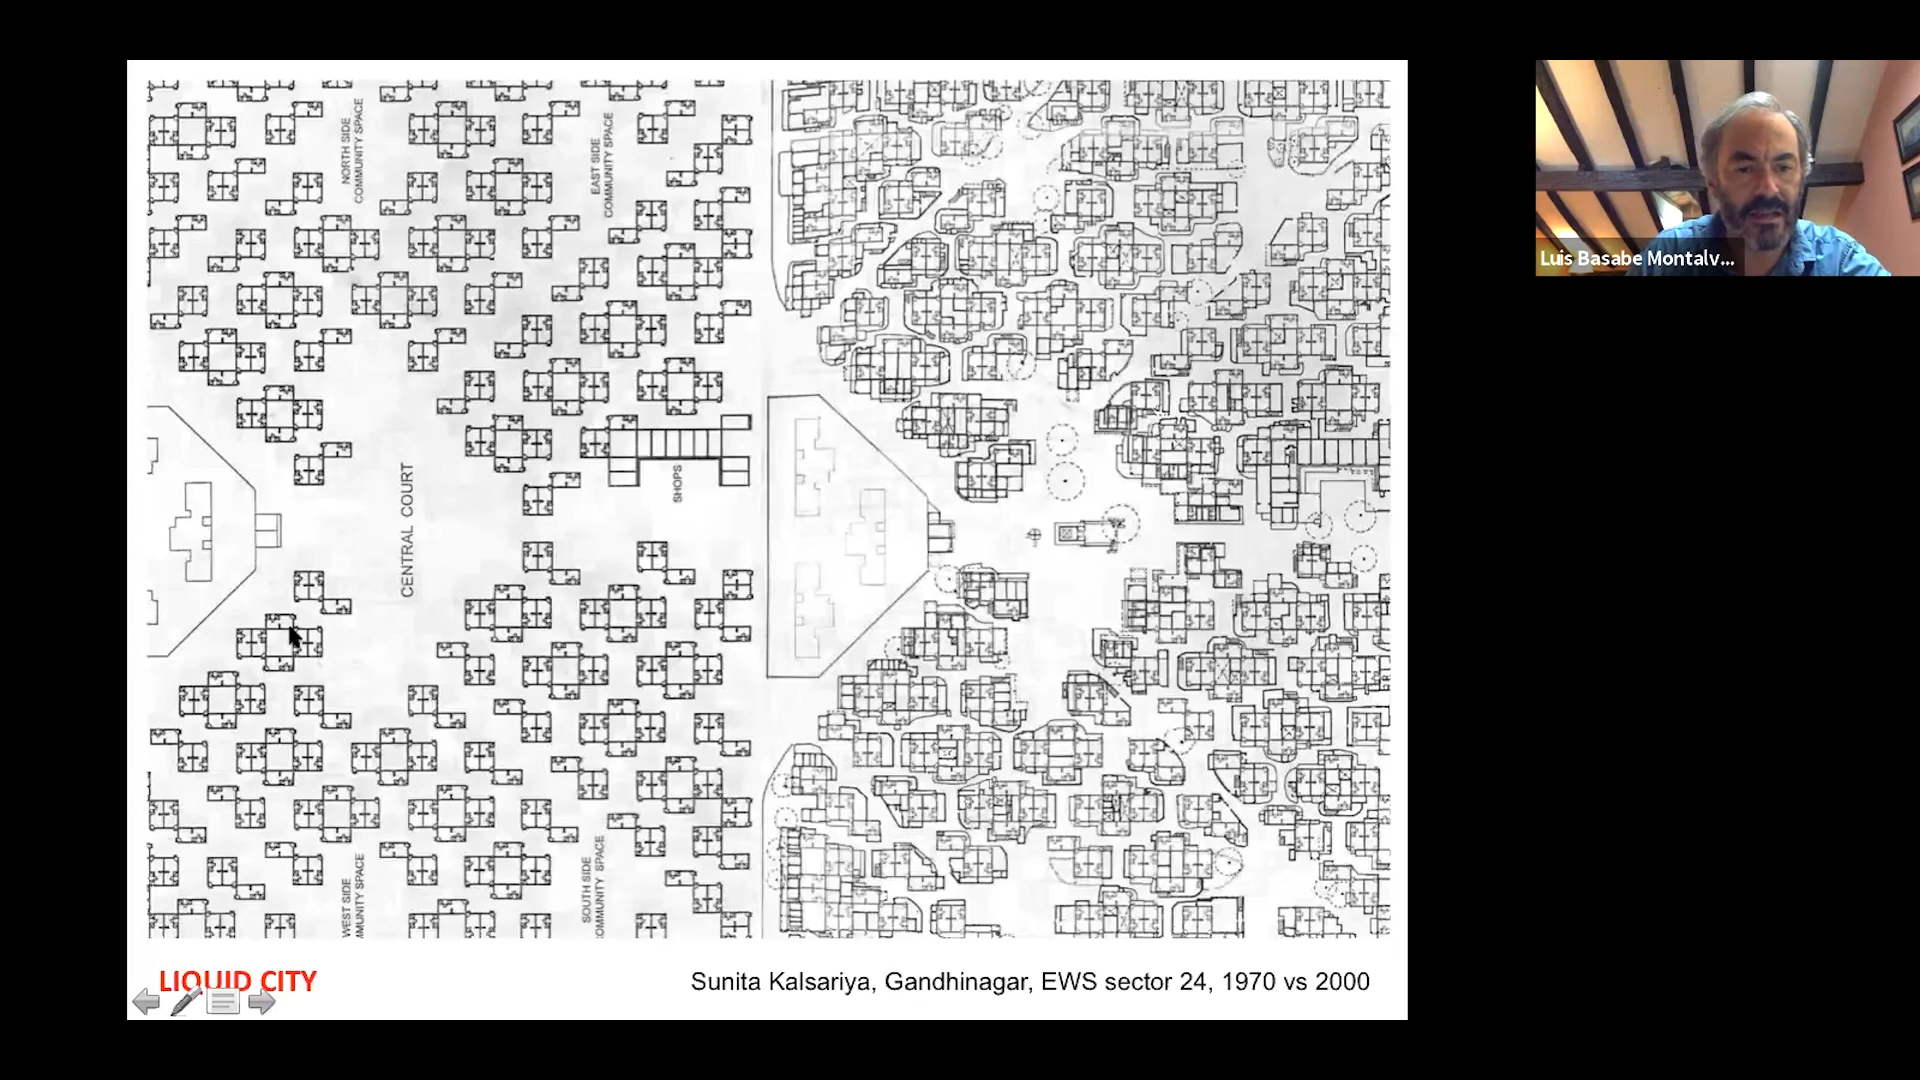 NORTH SIDE
COMMUNITY SPACE
EAST SIDE
COMMUNITY SPACE
CENTRAL COURT
SHOPS
WEST SIDE
MUNITY SPACE
SOUTH SIDE
OMMUNITY SPACE
LIQUID CITY
Sunita Kalsariya, Gandhinagar, EWS sector 24, 1970 vs 2000
Luis Basabe Montalv...